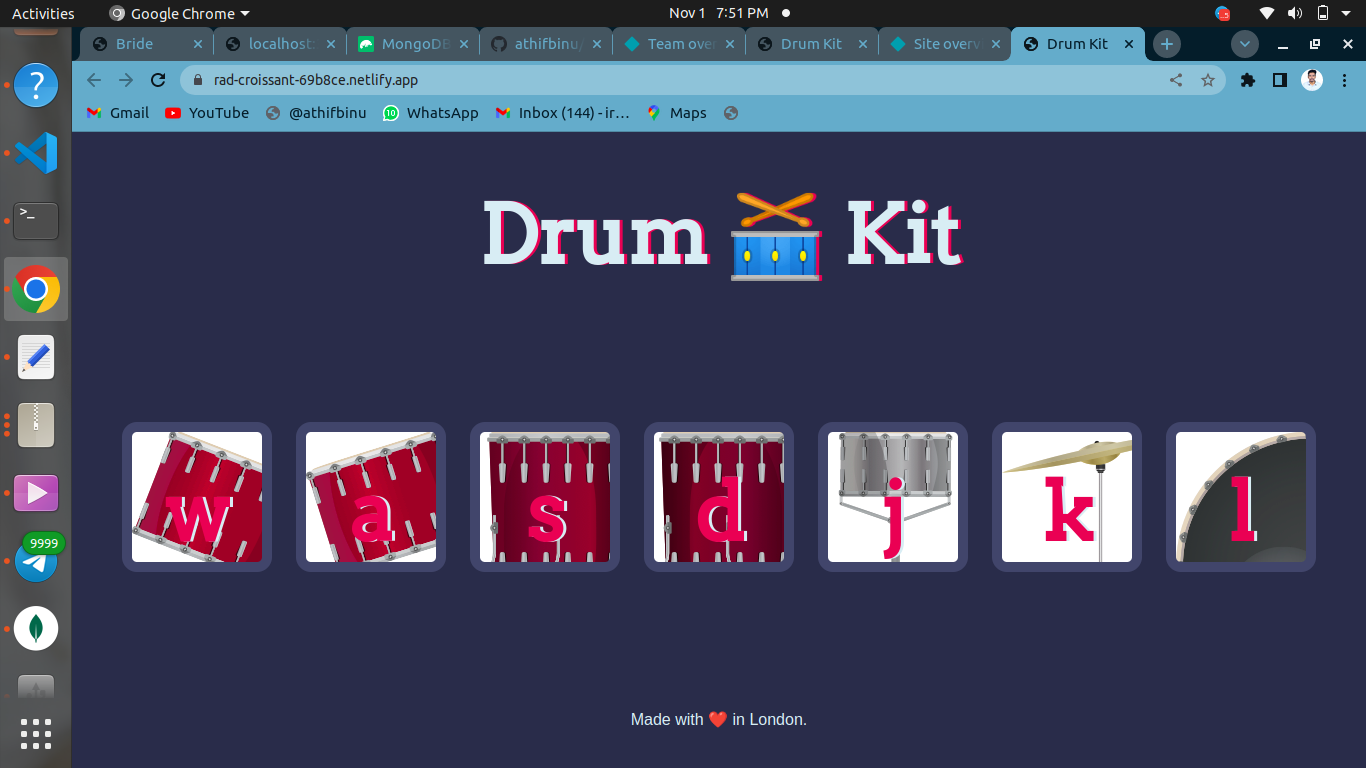 Activities
Google Chrome
Nov 1 7:51 PM
Bride
localhost:
MongoDB
athifbinu/
Team over
Drum Kit
Site overv
Drum Kit
rad-croissant-69b8ce.netlify.app
Gmail
YouTube
@athifbinu
WhatsApp
Inbox (144) - ir…
Maps
Drum 🥁 Kit
w
a
s
d
j
k
l
9999
Made with ❤️ in London.